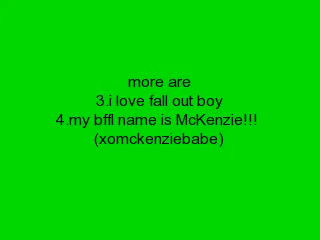 more are
3.i love fall out boy
4.my bffl name is McKenzie!!!
(xomckenziebabe)